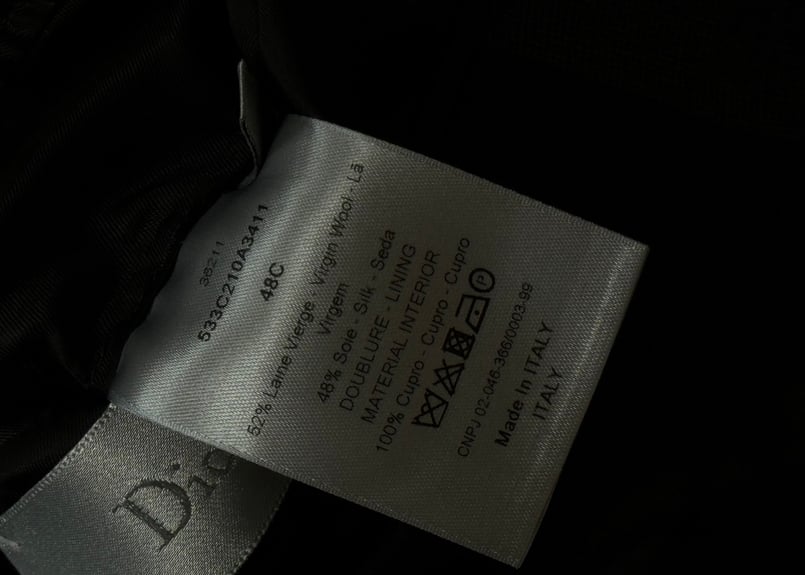 36211
533C210A3411
48C
52% Laine Vierge - Virgin Wool - Lã
Virgem
48% Soie - Silk - Seda
DOUBLURE - LINING
MATERIAL INTERIOR
100% Cupro - Cupro - Cupro
P
CNPJ 02-046-366/0003-99
Made In ITALY
ITALY
Dio